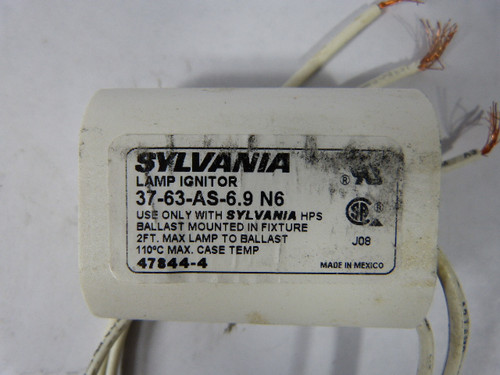 SYLVANIA
LAMP IGNITOR
37-63-AS-6.9 N6
USE ONLY WITH SYLVANIA HPS
BALLAST MOUNTED IN FIXTURE
2FT. MAX LAMP TO BALLAST
110°C MAX. CASE TEMP
47844-4
®
®
J08
MADE IN MEXICO